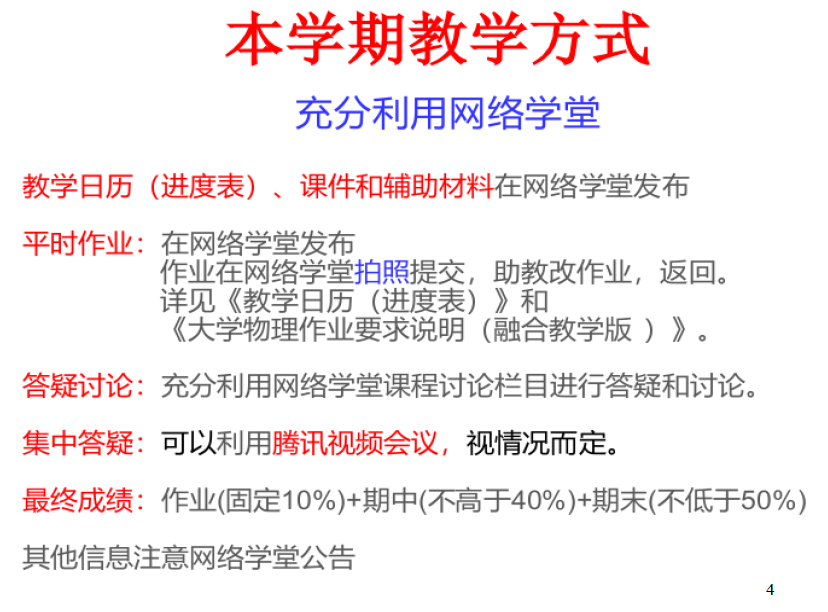 本学期教学方式
充分利用网络学堂
教学日历（进度表）、课件和辅助材料在网络学堂发布
平时作业：在网络学堂发布
作业在网络学堂拍照提交，助教改作业，返回。
详见《教学日历（进度表）》和
《大学物理作业要求说明（融合教学版 ）》。
答疑讨论：充分利用网络学堂课程讨论栏目进行答疑和讨论。
集中答疑：可以利用腾讯视频会议，视情况而定。
最终成绩：作业(固定10%)+期中(不高于40%)+期末(不低于50%)
其他信息注意网络学堂公告
4